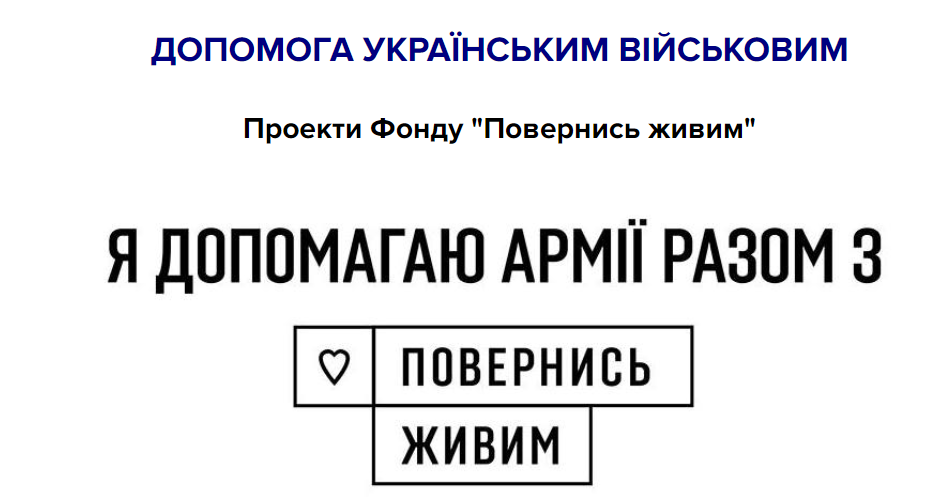 ДОПОМОГА УКРАЇНСЬКИМ ВІЙСЬКОВИМ
Проекти Фонду "Повернись живим"
Я ДОПОМАГАЮ АРМІЇ РАЗОМ З
ПОВЕРНИСЬ
ЖИВИМ